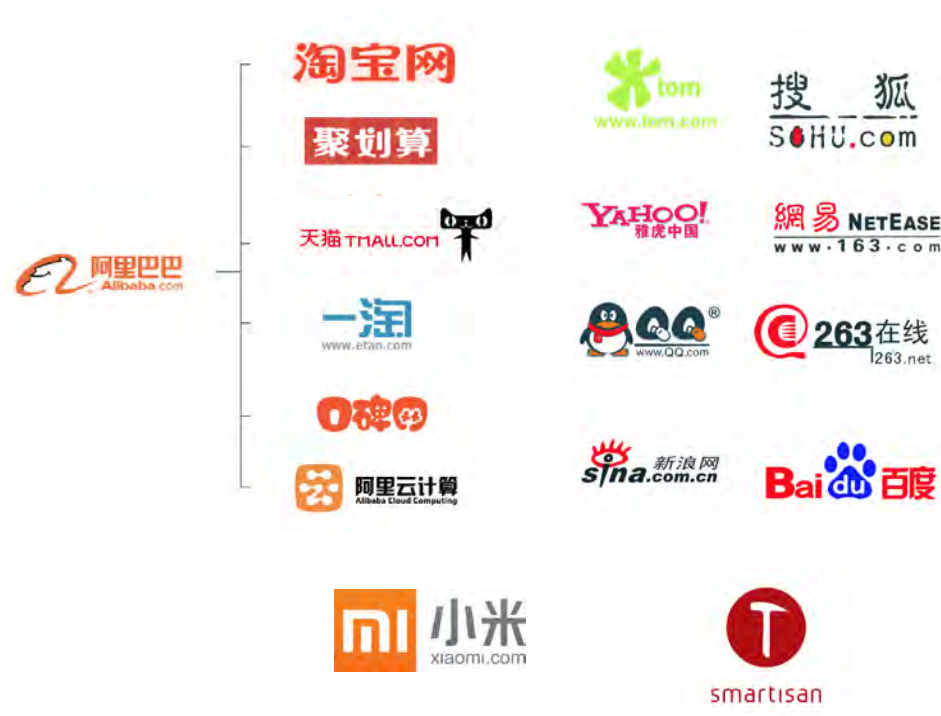 淘宝网
聚划算
天猫 TMALL.COM
阿里巴巴
Alibaba.com
一淘
www.etao.com
口碑网
阿里云计算
Alibaba Cloud Computing
tom
www.tom.com
搜狐
SOHU.com
YAHOO!
雅虎中国
網易 NETEASE
www.163.com
QQ®
www.QQ.com
263在线
263.net
sina 新浪网
.com.cn
Bai du 百度
mi 小米
xiaomi.com
T
smartisan